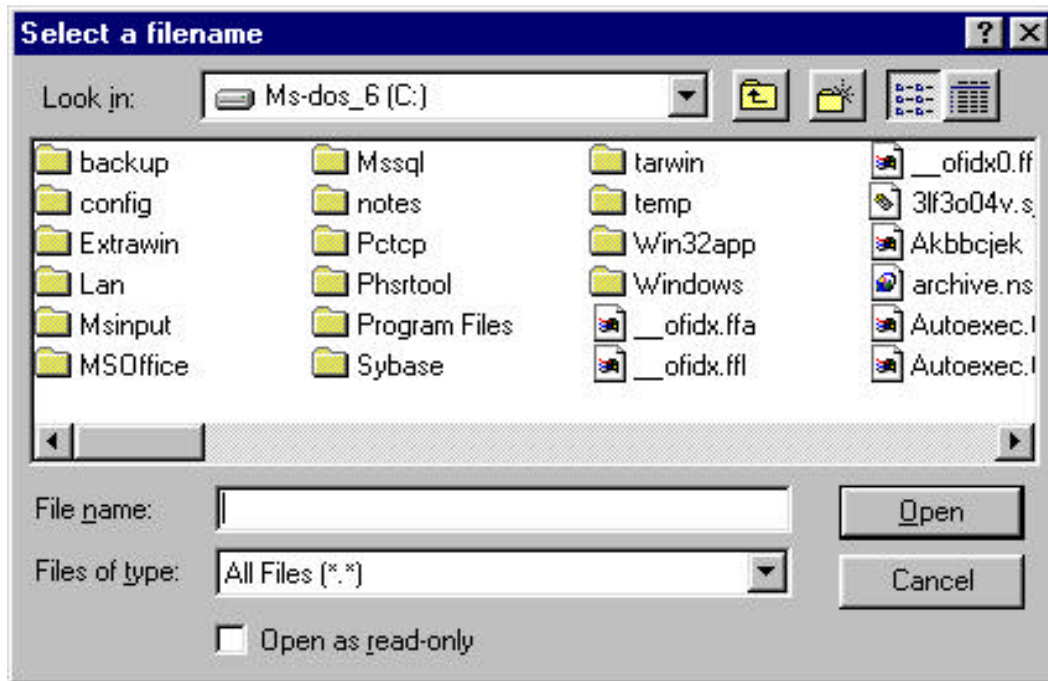 Select a filename
Look in: Ms-dos_6 (C:)
backup Mssql tarwin __ofidx0.ff
config notes temp 3lf3o04v.s
Extrawin Pctcp Win32app Akbbcjek
Lan Phsrtool Windows archive.ns
Msinput Program Files __ofidx.ffa Autoexec.
MSOffice Sybase __ofidx.ffl Autoexec.
File name: Open
Files of type: All Files (*.*) Cancel
Open as read-only